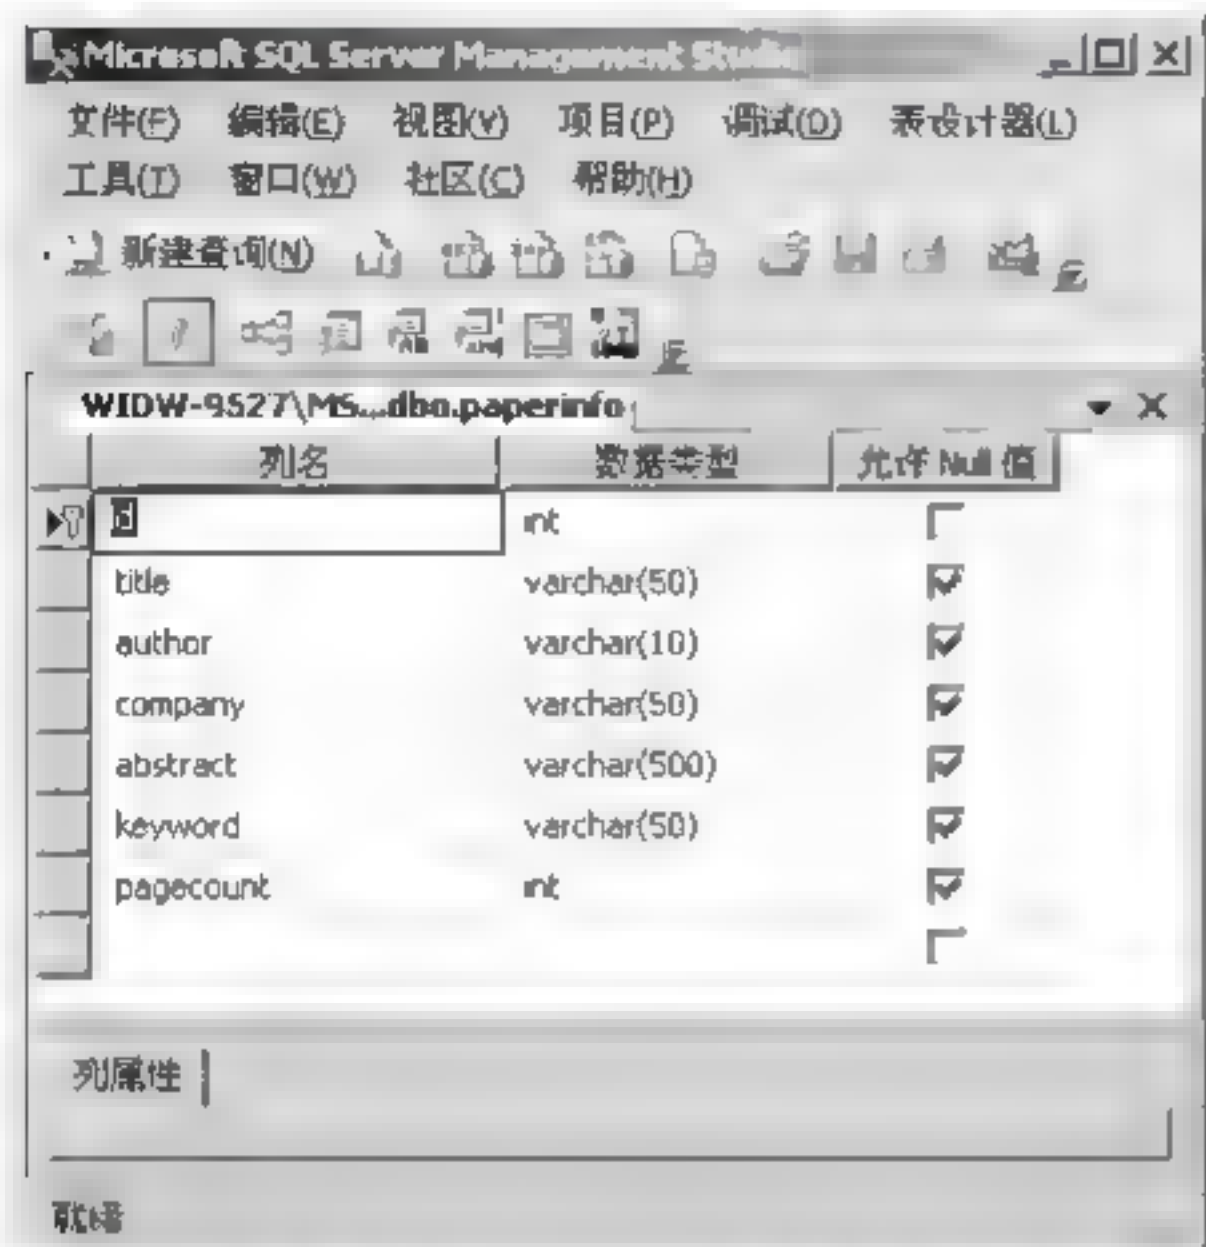 Microsoft SQL Server Management Studio
文件(F) 编辑(E) 视图(V) 项目(P) 调试(D) 表设计器(L)
工具(T) 窗口(W) 社区(C) 帮助(H)
新建查询(N)
WIDW-9527\MS...dbo.paperinfo
列名 数据类型 允许 Null 值
id int
title varchar(50)
author varchar(10)
company varchar(50)
abstract varchar(500)
keyword varchar(50)
pagecount int
列属性
就绪